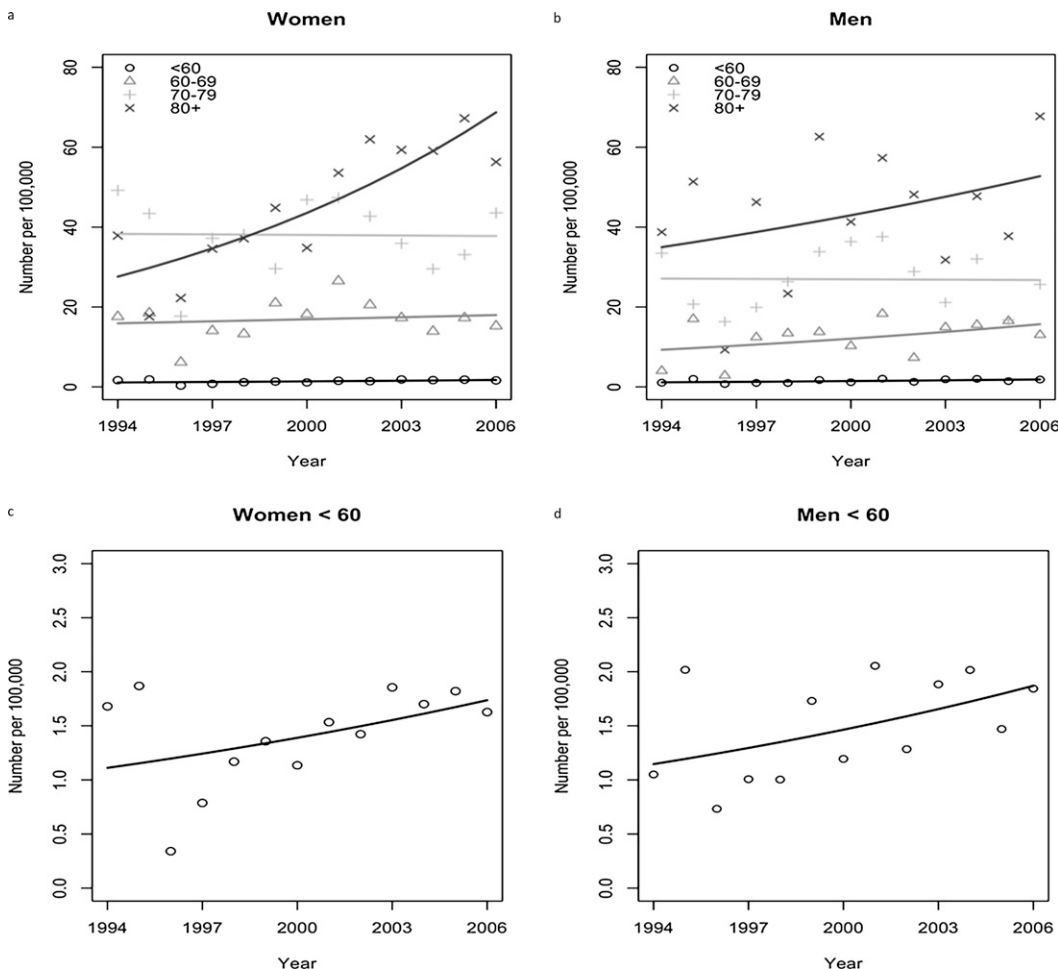 a
Women
Number per 100,000
80
60
40
20
0
<60
60-69
70-79
80+
1994 1997 2000 2003 2006
Year
b
Men
Number per 100,000
80
60
40
20
0
<60
60-69
70-79
80+
1994 1997 2000 2003 2006
Year
c
Women < 60
Number per 100,000
3.0
2.5
2.0
1.5
1.0
0.5
0.0
1994 1997 2000 2003 2006
Year
d
Men < 60
Number per 100,000
3.0
2.5
2.0
1.5
1.0
0.5
0.0
1994 1997 2000 2003 2006
Year